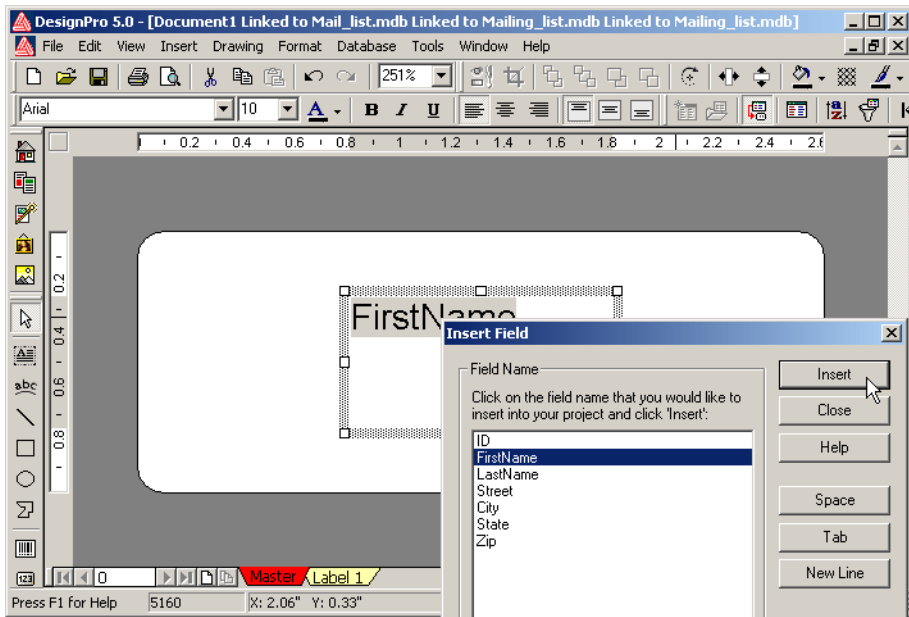 DesignPro 5.0 - [Document1 Linked to Mail_list.mdb Linked to Mailing_list.mdb Linked to Mailing_list.mdb]
File Edit View Insert Drawing Format Database Tools Window Help
251%
Arial 10 A B I U
0.2 0.4 0.6 0.8 1 1.2 1.4 1.6 1.8 2 2.2 2.4 2.6
0.2 0.4 0.6 0.8
abc
123
FirstName
Insert Field
Field Name
Click on the field name that you would like to
insert into your project and click 'Insert':
ID
FirstName
LastName
Street
City
State
Zip
Insert
Close
Help
Space
Tab
New Line
0 Master Label 1
Press F1 for Help 5160 X: 2.06" Y: 0.33"